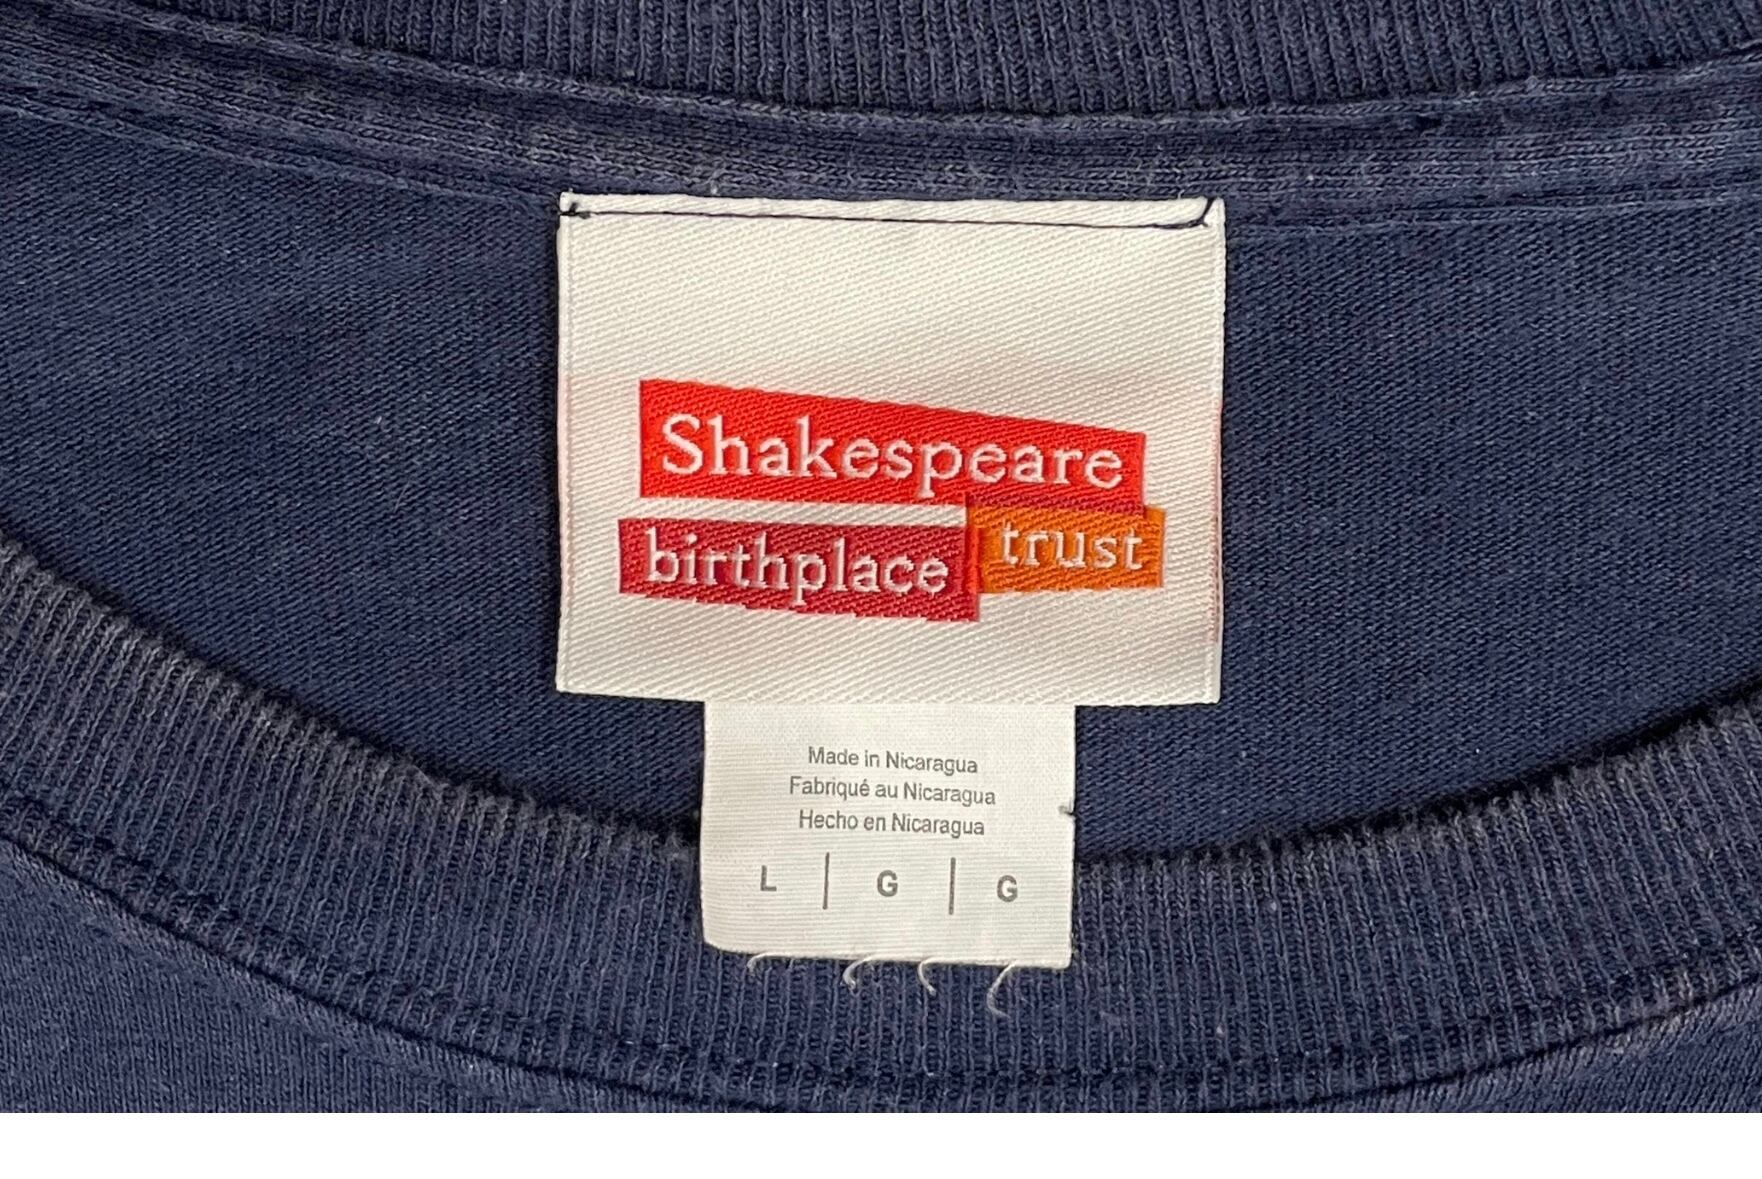 Shakespeare
birthplace trust
Made in Nicaragua
Fabriqué au Nicaragua
Hecho en Nicaragua
L | G | G